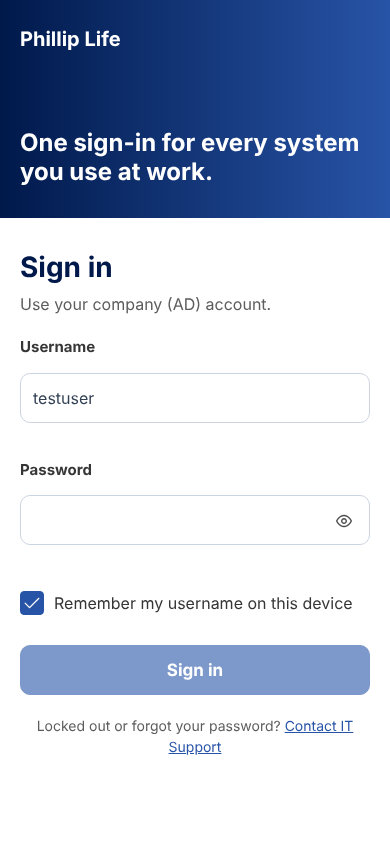 Phillip Life
One sign-in for every system
you use at work.
Sign in
Use your company (AD) account.
Username
testuser
Password
Remember my username on this device
Sign in
Locked out or forgot your password? Contact IT
Support